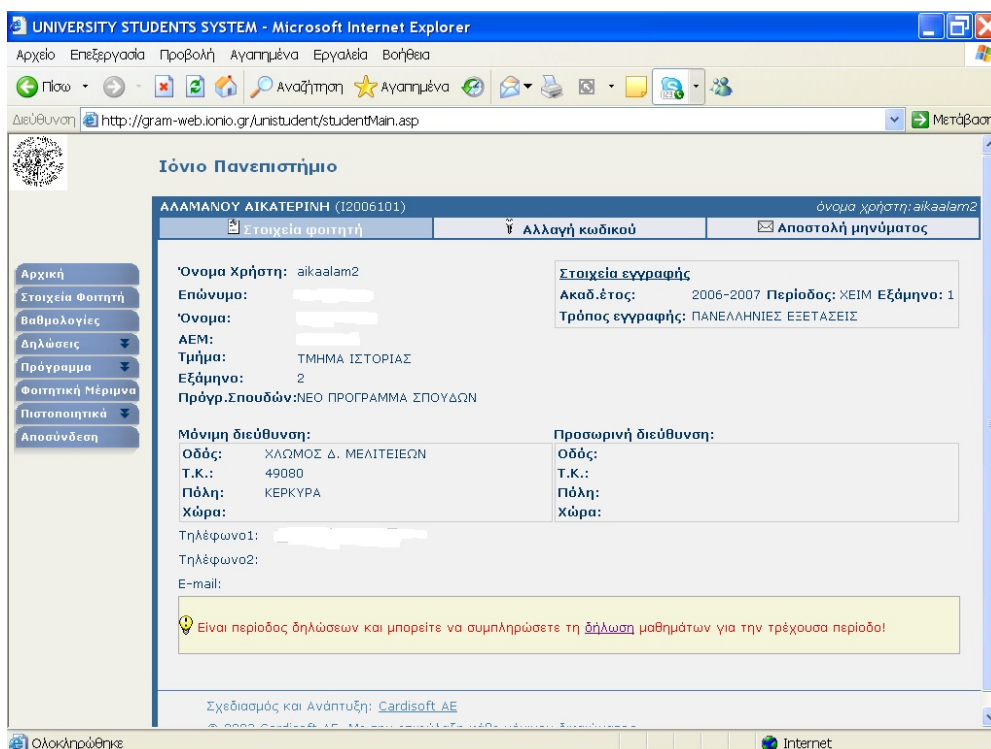 UNIVERSITY STUDENTS SYSTEM - Microsoft Internet Explorer
Αρχείο Επεξεργασία Προβολή Αγαπημένα Εργαλεία Βοήθεια
Πίσω Αναζήτηση Αγαπημένα
Διεύθυνση http://gram-web.ionio.gr/unistudent/studentMain.asp Μετάβαση
Ιόνιο Πανεπιστήμιο
ΑΛΑΜΑΝΟΥ ΑΙΚΑΤΕΡΙΝΗ (Ι2006101) όνομα χρήστη:aikaalam2
Στοιχεία φοιτητή Αλλαγή κωδικού Αποστολή μηνύματος
Αρχική
Στοιχεία Φοιτητή
Βαθμολογίες
Δηλώσεις
Πρόγραμμα
Φοιτητική Μέριμνα
Πιστοποιητικά
Αποσύνδεση
Όνομα Χρήστη: aikaalam2
Επώνυμο:
Όνομα:
ΑΕΜ:
Τμήμα: ΤΜΗΜΑ ΙΣΤΟΡΙΑΣ
Εξάμηνο: 2
Πρόγρ.Σπουδών:ΝΕΟ ΠΡΟΓΡΑΜΜΑ ΣΠΟΥΔΩΝ
Στοιχεία εγγραφής
Ακαδ.έτος: 2006-2007 Περίοδος: ΧΕΙΜ Εξάμηνο: 1
Τρόπος εγγραφής: ΠΑΝΕΛΛΗΝΙΕΣ ΕΞΕΤΑΣΕΙΣ
Μόνιμη διεύθυνση:
Οδός: ΧΛΩΜΟΣ Δ. ΜΕΛΙΤΕΙΕΩΝ
Τ.Κ.: 49080
Πόλη: ΚΕΡΚΥΡΑ
Χώρα:
Προσωρινή διεύθυνση:
Οδός:
Τ.Κ.:
Πόλη:
Χώρα:
Τηλέφωνο1:
Τηλέφωνο2:
E-mail:
Είναι περίοδος δηλώσεων και μπορείτε να συμπληρώσετε τη δήλωση μαθημάτων για την τρέχουσα περίοδο!
Σχεδιασμός και Ανάπτυξη: Cardisoft AE
Ολοκληρώθηκε Internet